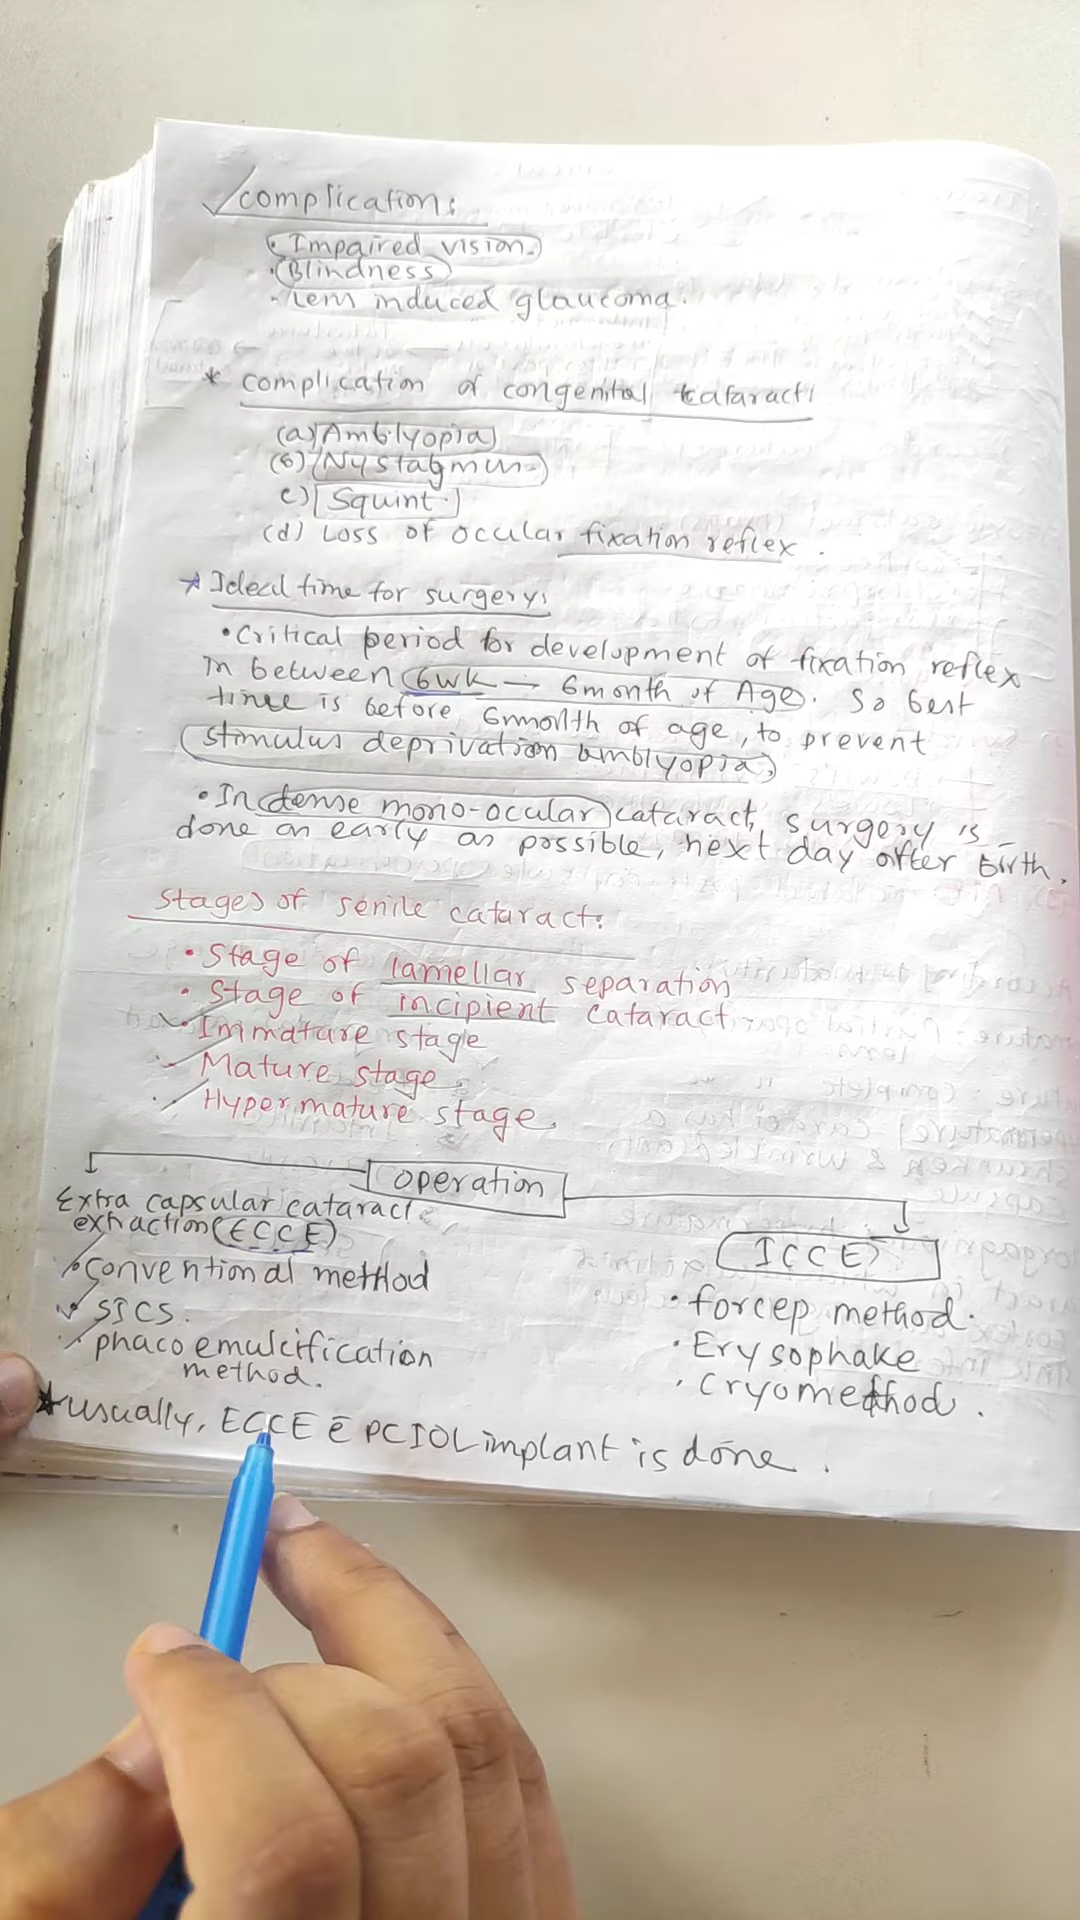 complication:
• Impaired vision.
• Blindness
• Lens induced glaucoma.
* complication of congenital cataract:
(a) Amblyopia
(b) Nystagmus
c) Squint.
(d) Loss of ocular fixation reflex.
* Ideal time for surgery:
• Critical period for development of fixation reflex
in between 6wk — 6month of Age. So best
time is before 6month of age, to prevent
stimulus deprivation amblyopia,
• In dense mono-ocular cataract, surgery is
done as early as possible, next day after birth.
Stages of senile cataract:
• Stage of lamellar separation
• Stage of incipient cataract
• Immature stage
• Mature stage.
• Hypermature stage.
operation
Extra capsular cataract
extraction (ECCE)
• conventional method
• SICS.
• phaco emulcification
method.
ICCE
• forcep method.
• Erysophake
• cryomethod.
* usually, ECCE c̄ PCIOL implant is done.